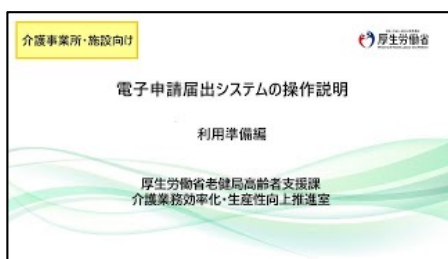 介護事業所・施設向け
厚生労働省
電子申請届出システムの操作説明
利用準備編
厚生労働省老健局高齢者支援課
介護業務効率化・生産性向上推進室